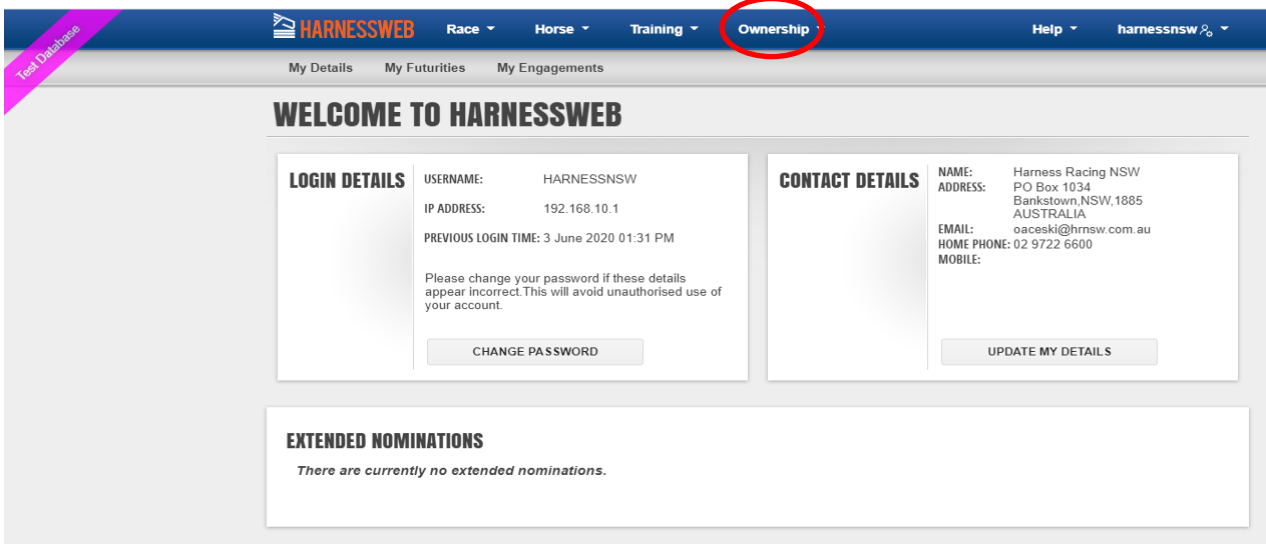 Test Database
HARNESSWEB Race Horse Training Ownership Help harnessnsw
My Details My Futurities My Engagements
WELCOME TO HARNESSWEB
LOGIN DETAILS
USERNAME: HARNESSNSW
IP ADDRESS: 192.168.10.1
PREVIOUS LOGIN TIME: 3 June 2020 01:31 PM
Please change your password if these details
appear incorrect.This will avoid unauthorised use of
your account.
CHANGE PASSWORD
CONTACT DETAILS
NAME: Harness Racing NSW
ADDRESS: PO Box 1034
Bankstown,NSW,1885
AUSTRALIA
EMAIL: oaceski@hrnsw.com.au
HOME PHONE: 02 9722 6600
MOBILE:
UPDATE MY DETAILS
EXTENDED NOMINATIONS
There are currently no extended nominations.